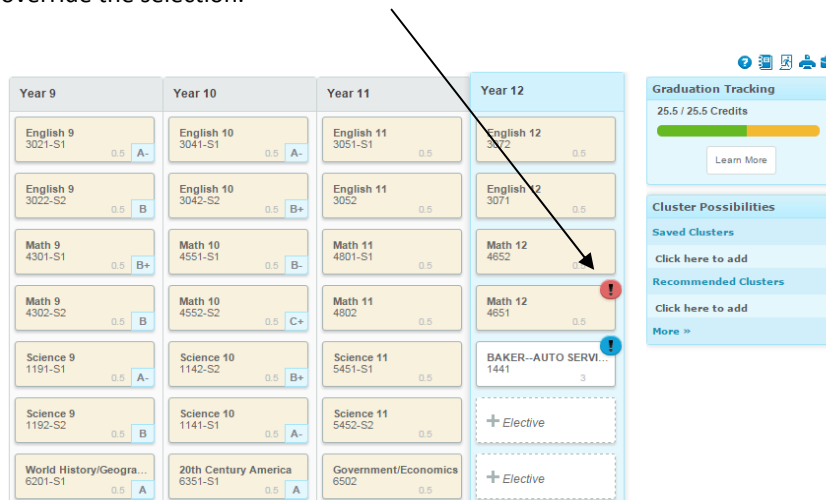 override the selection.
Year 9
Year 10
Year 11
Year 12
English 9
3021-S1
0.5 A-
English 10
3041-S1
0.5 A-
English 11
3051-S1
0.5
English 12
3072
0.5
English 9
3022-S2
0.5 B
English 10
3042-S2
0.5 B+
English 11
3052
0.5
English 12
3071
0.5
Math 9
4301-S1
0.5 B+
Math 10
4551-S1
0.5 B-
Math 11
4801-S1
0.5
Math 12
4652
0.5
Math 9
4302-S2
0.5 B
Math 10
4552-S2
0.5 C+
Math 11
4802
0.5
Math 12
4651
0.5
!
Science 9
1191-S1
0.5 A-
Science 10
1142-S2
0.5 B+
Science 11
5451-S1
0.5
BAKER--AUTO SERVI...
1441
3
!
Science 9
1192-S2
0.5 B
Science 10
1141-S1
0.5 A-
Science 11
5452-S2
0.5
+ Elective
World History/Geogra...
6201-S1
0.5 A
20th Century America
6351-S1
0.5 A
Government/Economics
6502
0.5
+ Elective
?
Graduation Tracking
25.5 / 25.5 Credits
Learn More
Cluster Possibilities
Saved Clusters
Click here to add
Recommended Clusters
Click here to add
More »